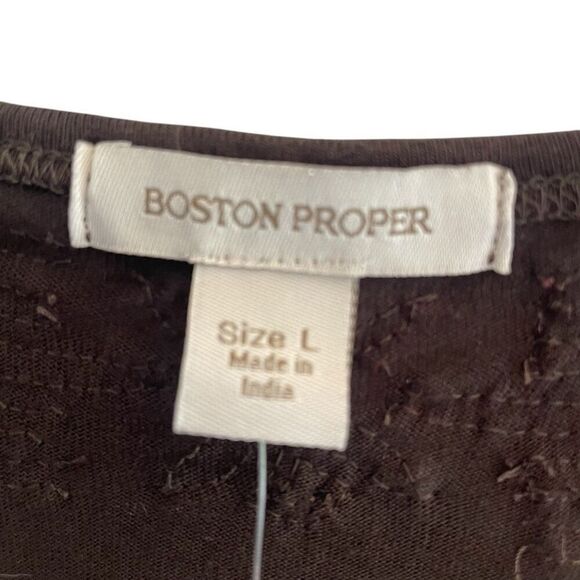 BOSTON PROPER
Size L
Made in
India